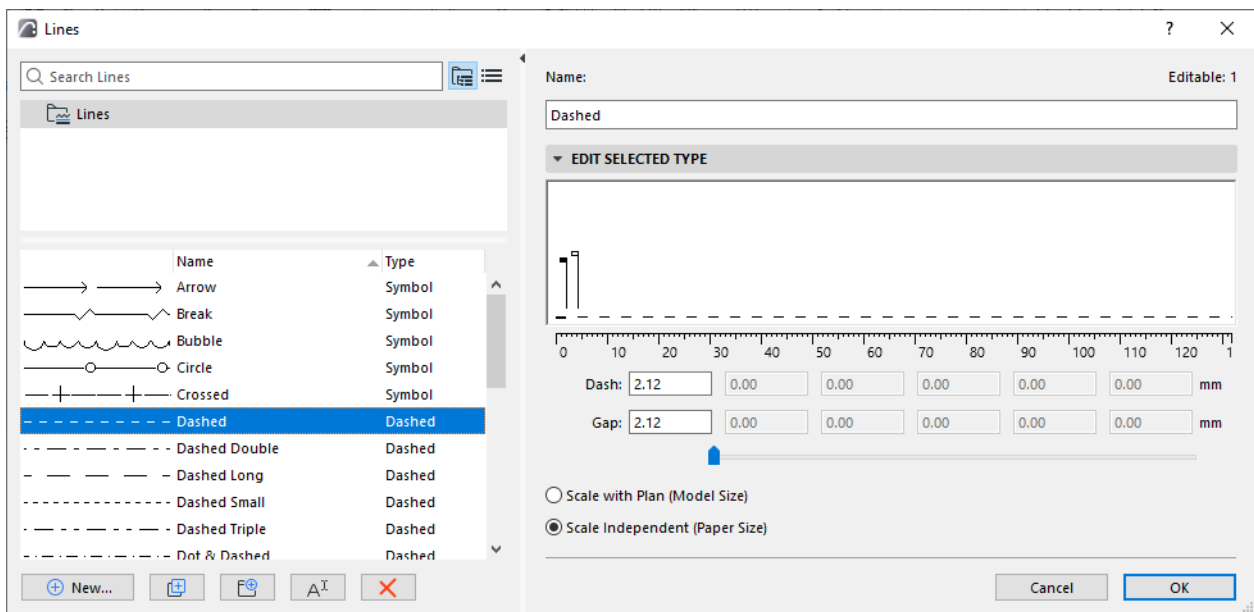 Lines
?
Search Lines
Lines
Name Type
Arrow Symbol
Break Symbol
Bubble Symbol
Circle Symbol
Crossed Symbol
Dashed Dashed
Dashed Double Dashed
Dashed Long Dashed
Dashed Small Dashed
Dashed Triple Dashed
Dot & Dashed Dashed
New...
A
Name: Editable: 1
Dashed
EDIT SELECTED TYPE
0 10 20 30 40 50 60 70 80 90 100 110 120 1
Dash: 2.12 0.00 0.00 0.00 0.00 0.00 mm
Gap: 2.12 0.00 0.00 0.00 0.00 0.00 mm
Scale with Plan (Model Size)
Scale Independent (Paper Size)
Cancel OK